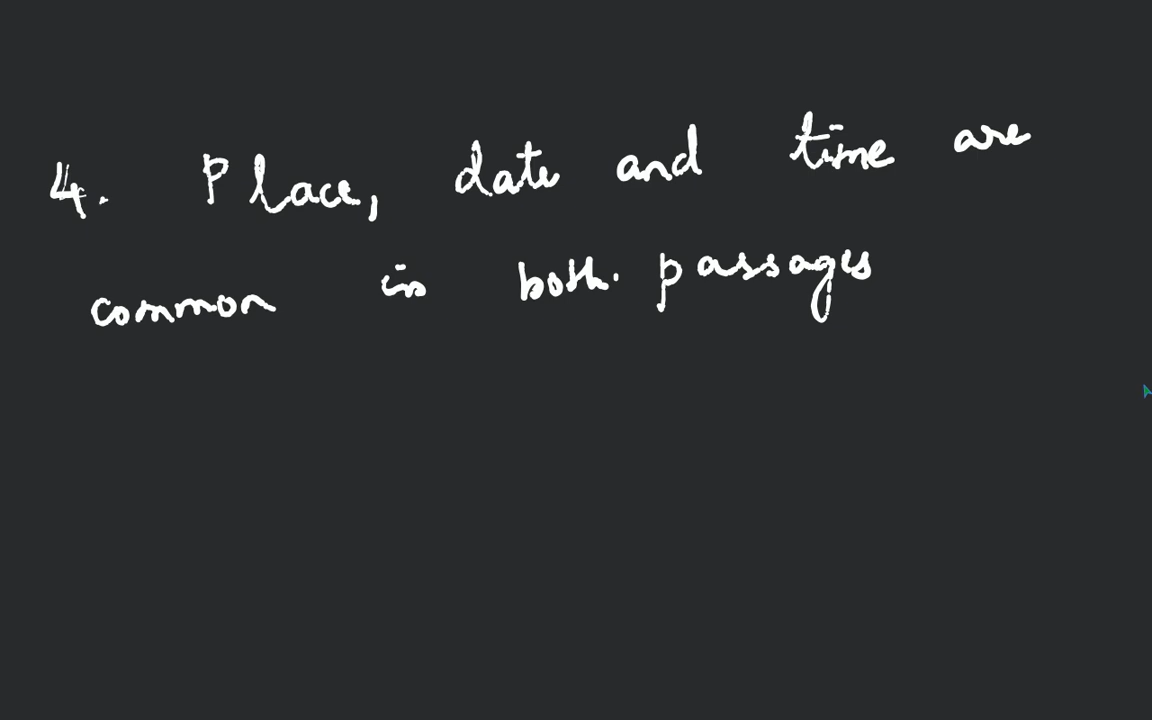 4. Place, date and time are
common in both passages